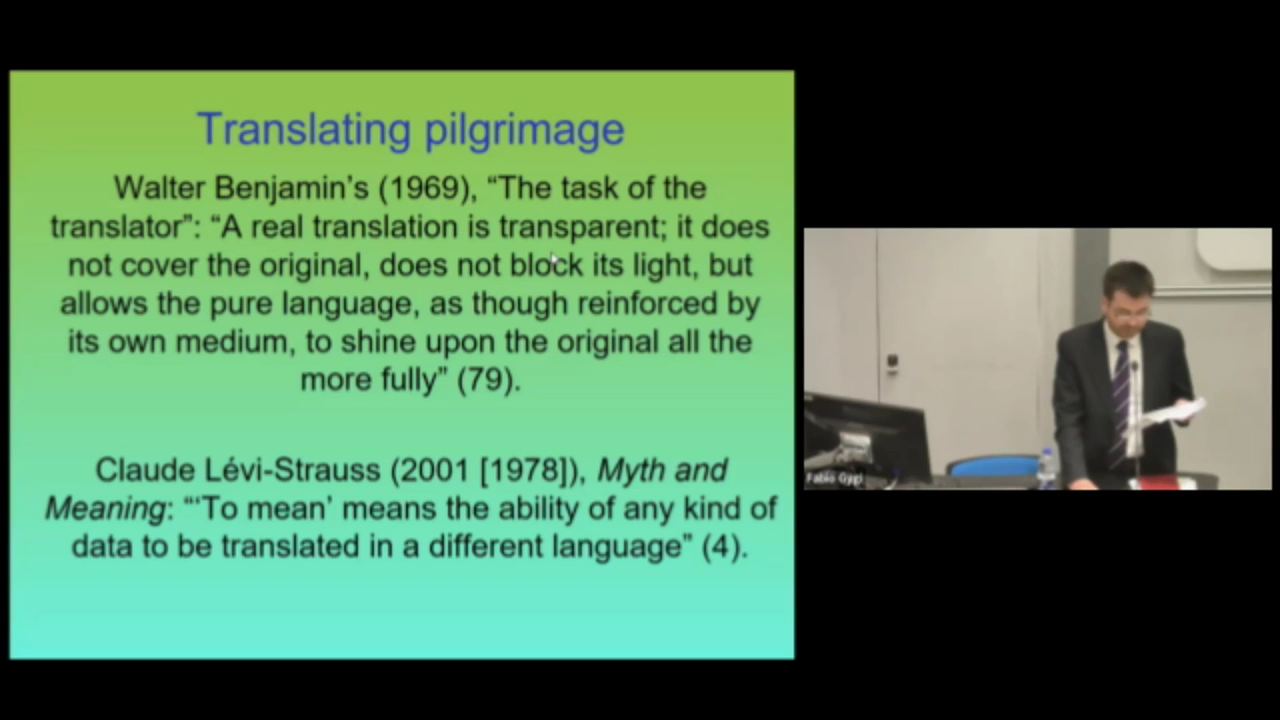 Translating pilgrimage
Walter Benjamin’s (1969), “The task of the
translator”: “A real translation is transparent; it does
not cover the original, does not block its light, but
allows the pure language, as though reinforced by
its own medium, to shine upon the original all the
more fully” (79).
Claude Lévi-Strauss (2001 [1978]), Myth and
Meaning: “‘To mean’ means the ability of any kind of
data to be translated in a different language” (4).
Fabio Gygi